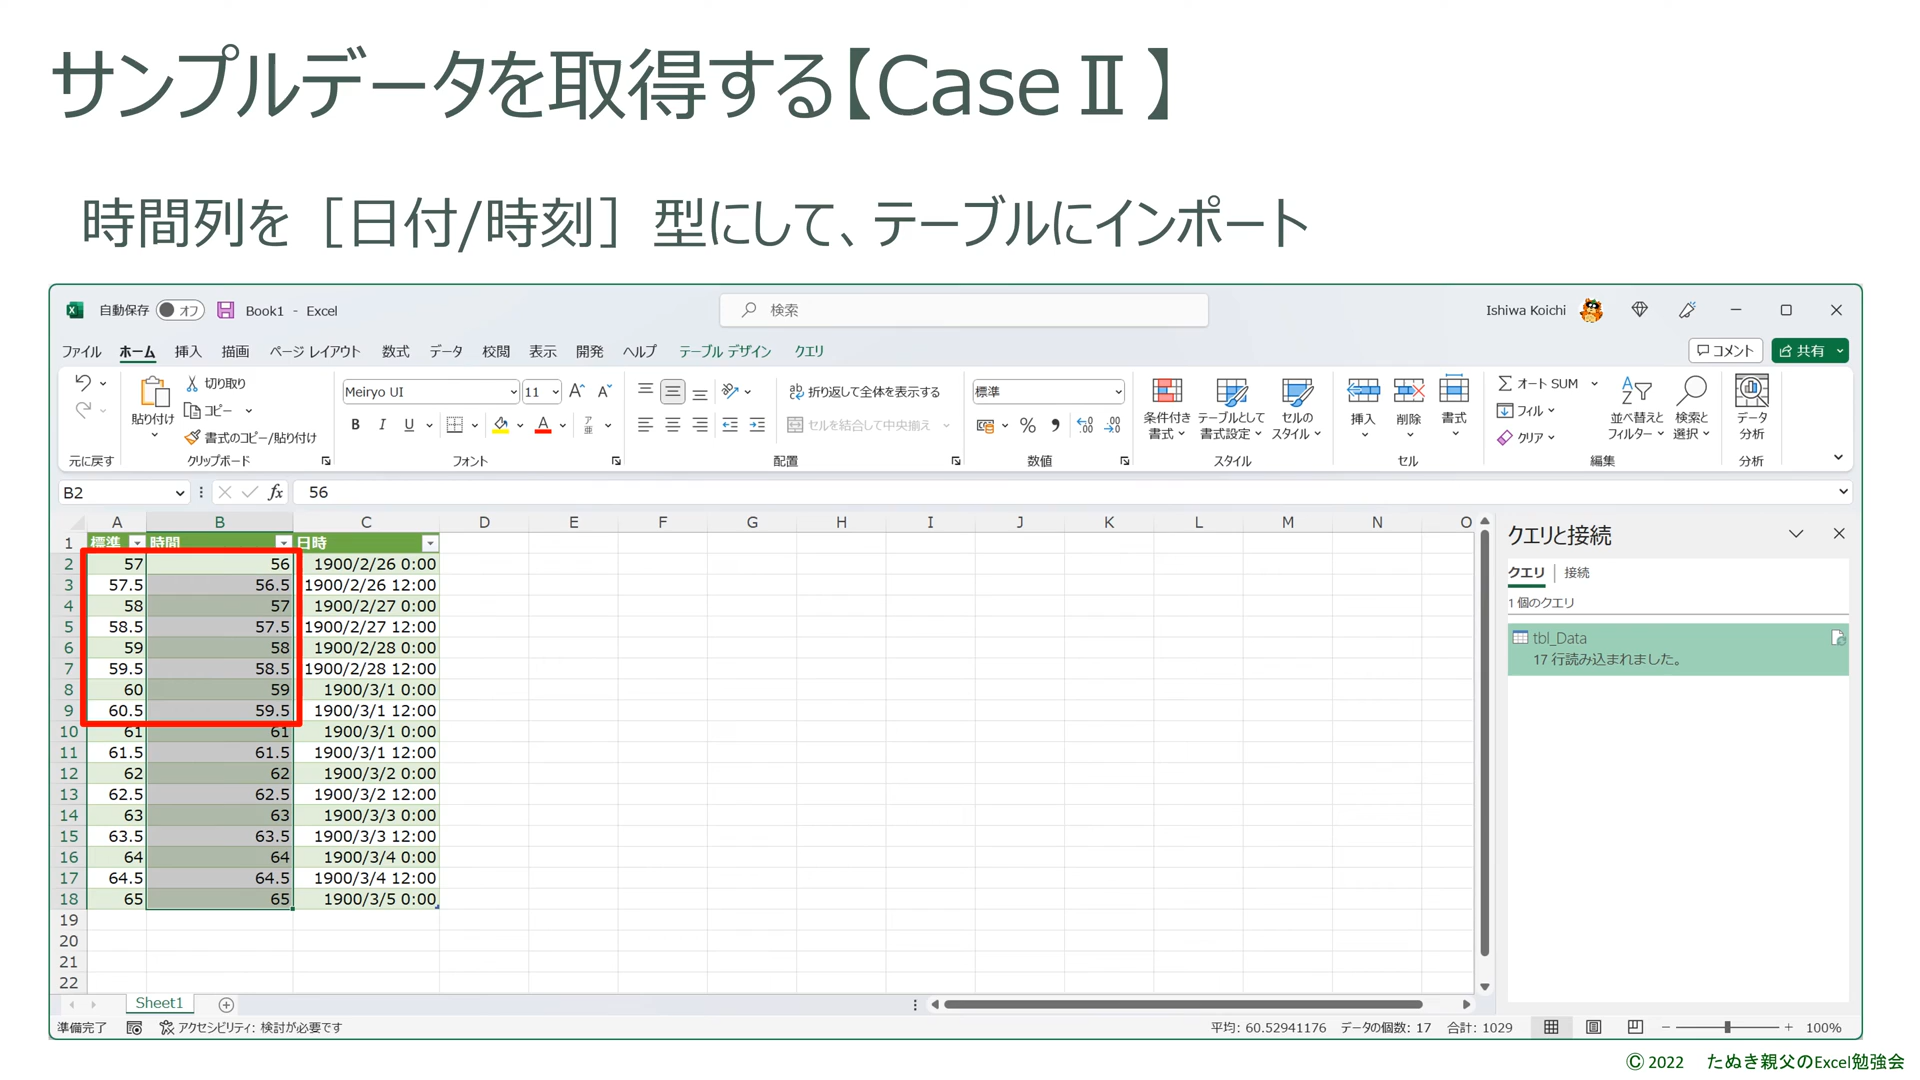 サンプルデータを取得する【CaseⅡ】
時間列を［日付/時刻］型にして、テーブルにインポート
自動保存 オフ Book1 - Excel 検索 Ishiwa Koichi
ファイル ホーム 挿入 描画 ページ レイアウト 数式 データ 校閲 表示 開発 ヘルプ テーブル デザイン クエリ コメント 共有
貼り付け 切り取り コピー 書式のコピー/貼り付け
Meiryo UI 11
B I U A
折り返して全体を表示する
セルを結合して中央揃え
標準
% .00
条件付き書式 テーブルとして書式設定 セルのスタイル
挿入 削除 書式
オート SUM フィル クリア
並べ替えとフィルター 検索と選択 データ分析
元に戻す クリップボード フォント 配置 数値 スタイル セル 編集 分析
B2 fx 56
A B C D E F G H I J K L M N O
1 標準 時間 日時
2 57 56 1900/2/26 0:00
3 57.5 56.5 1900/2/26 12:00
4 58 57 1900/2/27 0:00
5 58.5 57.5 1900/2/27 12:00
6 59 58 1900/2/28 0:00
7 59.5 58.5 1900/2/28 12:00
8 60 59 1900/3/1 0:00
9 60.5 59.5 1900/3/1 12:00
10 61 61 1900/3/1 0:00
11 61.5 61.5 1900/3/1 12:00
12 62 62 1900/3/2 0:00
13 62.5 62.5 1900/3/2 12:00
14 63 63 1900/3/3 0:00
15 63.5 63.5 1900/3/3 12:00
16 64 64 1900/3/4 0:00
17 64.5 64.5 1900/3/4 12:00
18 65 65 1900/3/5 0:00
19
20
21
22
クエリと接続
クエリ 接続
1 個のクエリ
tbl_Data
17 行読み込まれました。
Sheet1
準備完了 アクセシビリティ: 検討が必要です 平均: 60.52941176 データの個数: 17 合計: 1029 100%
© 2022 たぬき親父のExcel勉強会